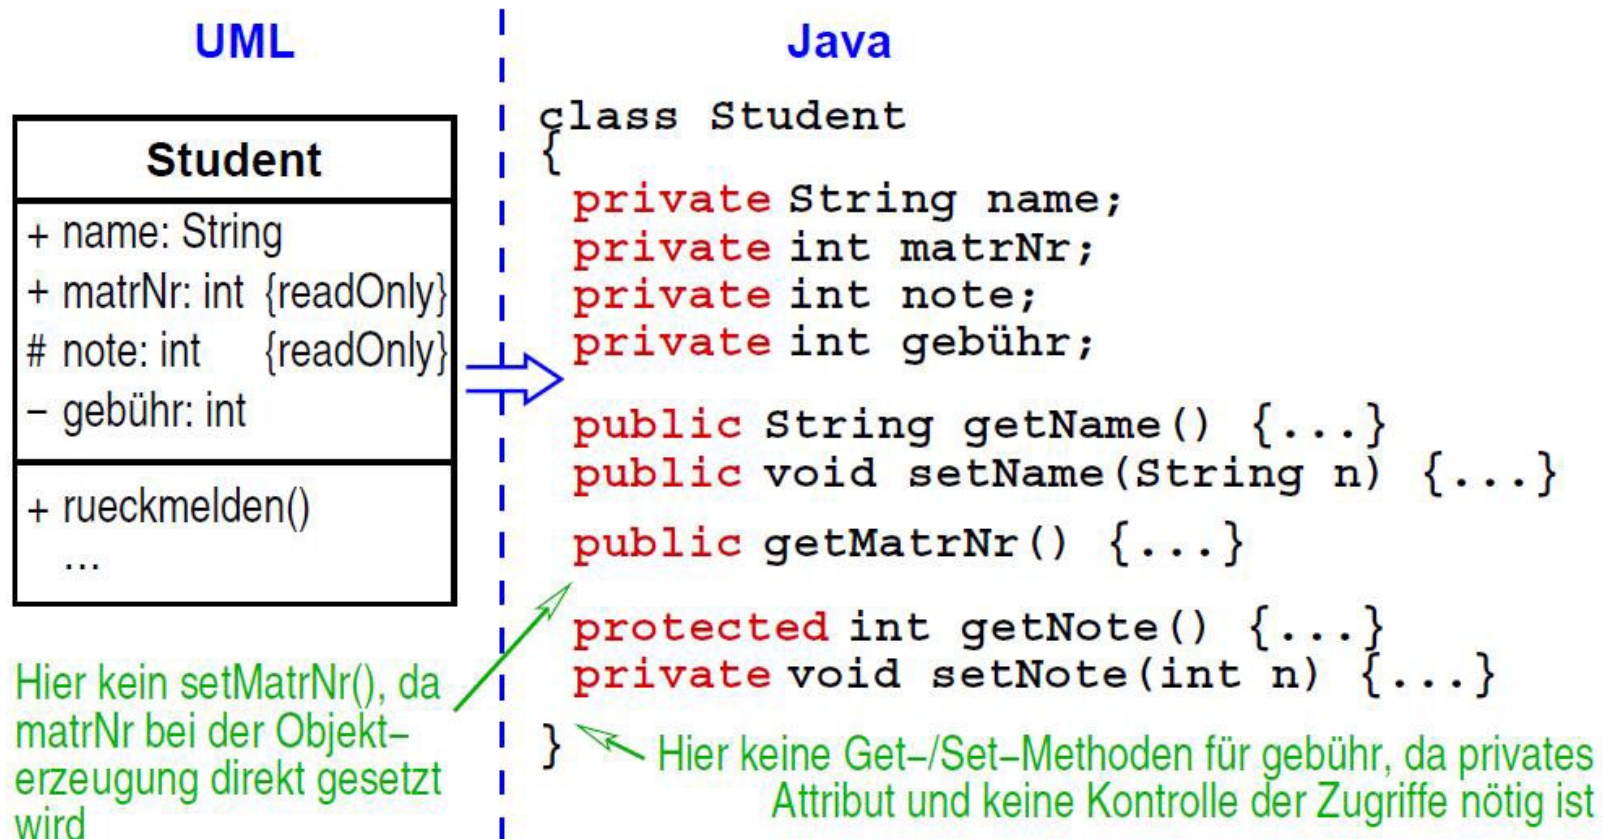 UML
Student
+ name: String
+ matrNr: int {readOnly}
# note: int {readOnly}
– gebühr: int
+ rueckmelden()
...
Hier kein setMatrNr(), da
matrNr bei der Objekt–
erzeugung direkt gesetzt
wird
Java
class Student
{
private String name;
private int matrNr;
private int note;
private int gebühr;
public String getName() {...}
public void setName(String n) {...}
public getMatrNr() {...}
protected int getNote() {...}
private void setNote(int n) {...}
}
Hier keine Get–/Set–Methoden für gebühr, da privates
Attribut und keine Kontrolle der Zugriffe nötig ist